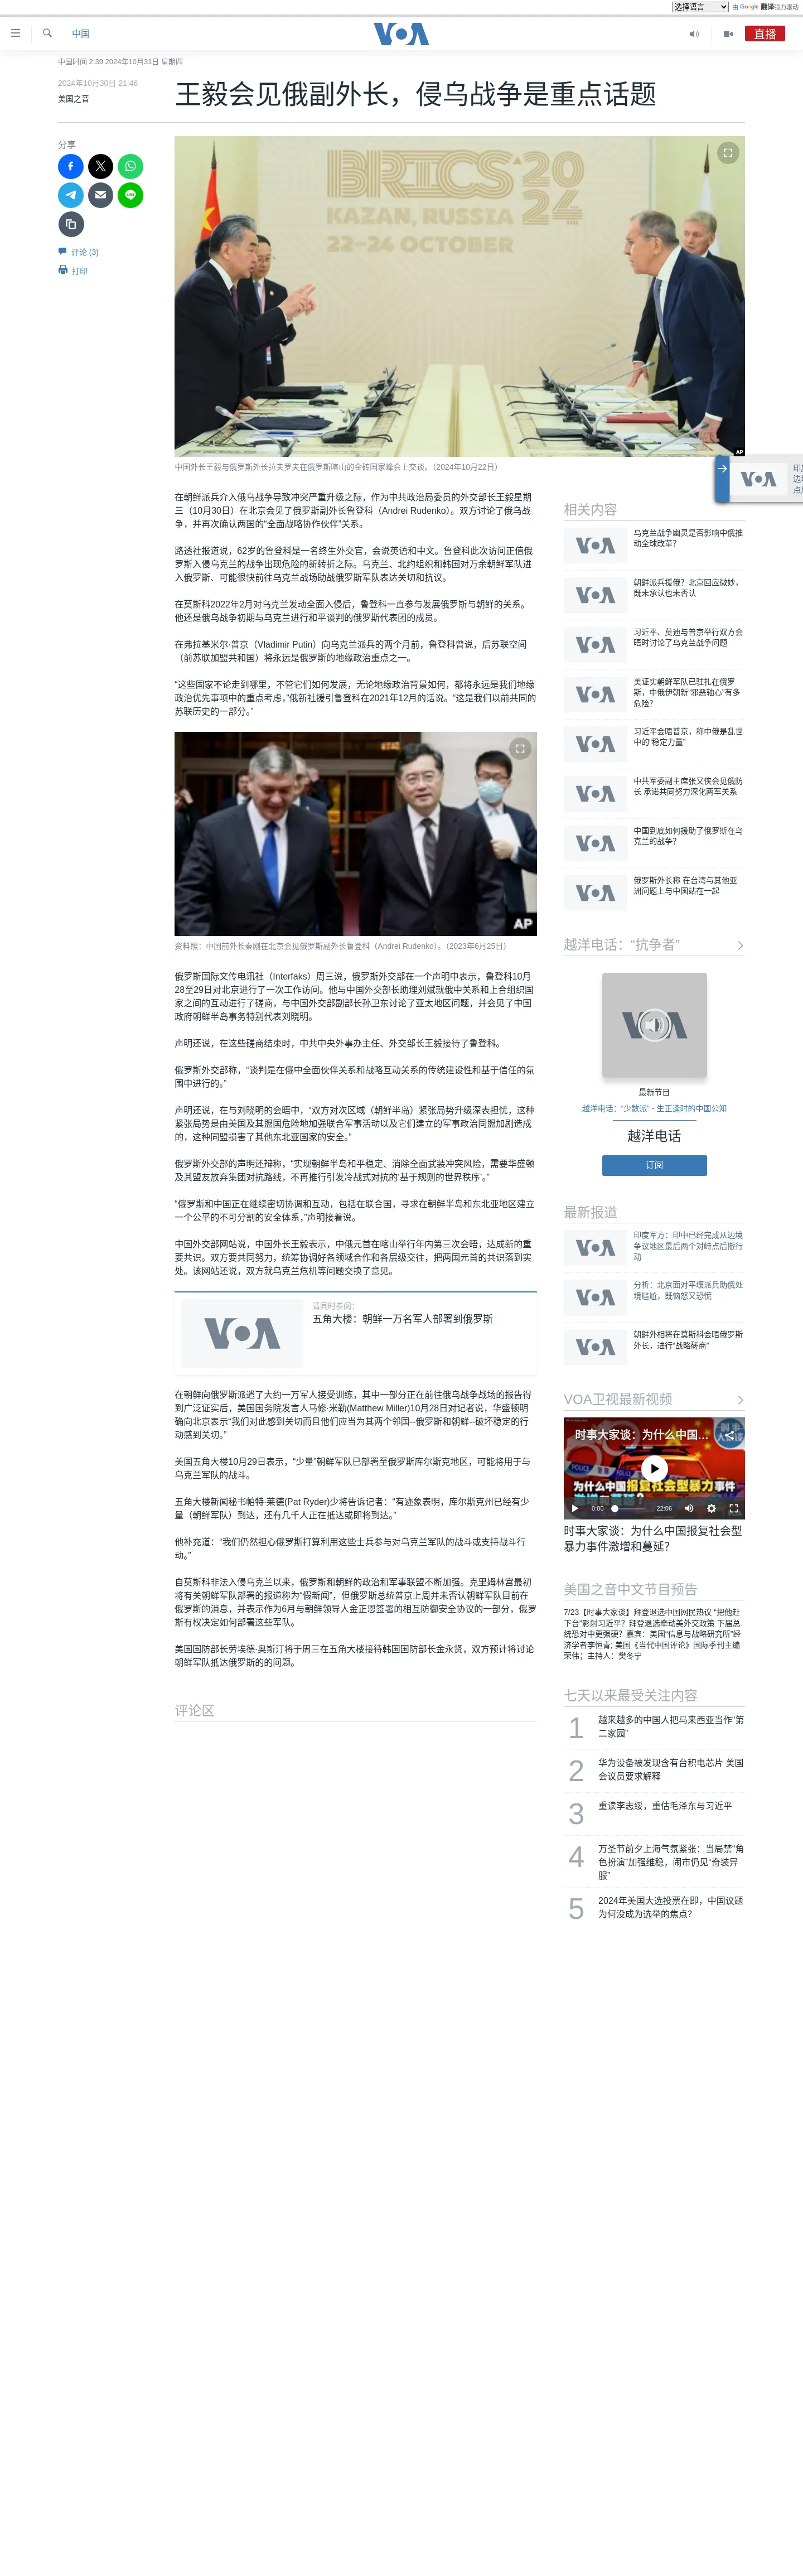 选择语言 由 Google 翻译强力驱动
中国
VOA
直播
中国时间 2:39 2024年10月31日 星期四
2024年10月30日 21:46
美国之音
王毅会见俄副外长，侵乌战争是重点话题
分享
评论 (3)
打印
BRICS 2024
KAZAN, RUSSIA
22–24 OCTOBER
AP
中国外长王毅与俄罗斯外长拉夫罗夫在俄罗斯喀山的金砖国家峰会上交谈。（2024年10月22日）
在朝鲜派兵介入俄乌战争导致冲突严重升级之际，作为中共政治局委员的外交部长王毅星期
三（10月30日）在北京会见了俄罗斯副外长鲁登科（Andrei Rudenko）。双方讨论了俄乌战
争，并再次确认两国的“全面战略协作伙伴”关系。
路透社报道说，62岁的鲁登科是一名终生外交官，会说英语和中文。鲁登科此次访问正值俄
罗斯入侵乌克兰的战争出现危险的新转折之际。乌克兰、北约组织和韩国对万余朝鲜军队进
入俄罗斯、可能很快前往乌克兰战场助战俄罗斯军队表达关切和抗议。
在莫斯科2022年2月对乌克兰发动全面入侵后，鲁登科一直参与发展俄罗斯与朝鲜的关系。
他还是俄乌战争初期与乌克兰进行和平谈判的俄罗斯代表团的成员。
在弗拉基米尔·普京（Vladimir Putin）向乌克兰派兵的两个月前，鲁登科曾说，后苏联空间
（前苏联加盟共和国）将永远是俄罗斯的地缘政治重点之一。
“这些国家不论走到哪里，不管它们如何发展，无论地缘政治背景如何，都将永远是我们地缘
政治优先事项中的重点考虑，”俄新社援引鲁登科在2021年12月的话说。“这是我们以前共同的
苏联历史的一部分。”
AP
资料照：中国前外长秦刚在北京会见俄罗斯副外长鲁登科（Andrei Rudenko）。（2023年6月25日）
俄罗斯国际文传电讯社（Interfaks）周三说，俄罗斯外交部在一个声明中表示，鲁登科10月
28至29日对北京进行了一次工作访问。他与中国外交部长助理刘斌就俄中关系和上合组织国
家之间的互动进行了磋商，与中国外交部副部长孙卫东讨论了亚太地区问题，并会见了中国
政府朝鲜半岛事务特别代表刘晓明。
声明还说，在这些磋商结束时，中共中央外事办主任、外交部长王毅接待了鲁登科。
俄罗斯外交部称，“谈判是在俄中全面伙伴关系和战略互动关系的传统建设性和基于信任的氛
围中进行的。”
声明还说，在与刘晓明的会晤中，“双方对次区域（朝鲜半岛）紧张局势升级深表担忧，这种
紧张局势是由美国及其盟国危险地加强联合军事活动以及它们建立的军事政治同盟加剧造成
的，这种同盟损害了其他东北亚国家的安全。”
俄罗斯外交部的声明还辩称，“实现朝鲜半岛和平稳定、消除全面武装冲突风险，需要华盛顿
及其盟友放弃集团对抗路线，不再推行引发冷战式对抗的‘基于规则的世界秩序’。”
“俄罗斯和中国正在继续密切协调和互动，包括在联合国，寻求在朝鲜半岛和东北亚地区建立
一个公平的不可分割的安全体系，”声明接着说。
中国外交部网站说，中国外长王毅表示，中俄元首在喀山举行年内第三次会晤，达成新的重
要共识。双方要共同努力，统筹协调好各领域合作和各层级交往，把两国元首的共识落到实
处。该网站还说，双方就乌克兰危机等问题交换了意见。
请同时参阅：
五角大楼：朝鲜一万名军人部署到俄罗斯
VOA
在朝鲜向俄罗斯派遣了大约一万军人接受训练，其中一部分正在前往俄乌战争战场的报告得
到广泛证实后，美国国务院发言人马修·米勒(Matthew Miller)10月28日对记者说，华盛顿明
确向北京表示“我们对此感到关切而且他们应当为其两个邻国--俄罗斯和朝鲜--破坏稳定的行
动感到关切。”
美国五角大楼10月29日表示，“少量”朝鲜军队已部署至俄罗斯库尔斯克地区，可能将用于与
乌克兰军队的战斗。
五角大楼新闻秘书帕特·莱德(Pat Ryder)少将告诉记者：“有迹象表明，库尔斯克州已经有少
量（朝鲜军队）到达，还有几千人正在抵达或即将到达。”
他补充道：“我们仍然担心俄罗斯打算利用这些士兵参与对乌克兰军队的战斗或支持战斗行
动。”
自莫斯科非法入侵乌克兰以来，俄罗斯和朝鲜的政治和军事联盟不断加强。克里姆林宫最初
将有关朝鲜军队部署的报道称为“假新闻”，但俄罗斯总统普京上周并未否认朝鲜军队目前在
俄罗斯的消息，并表示作为6月与朝鲜领导人金正恩签署的相互防御安全协议的一部分，俄罗
斯有权决定如何部署这些军队。
美国国防部长劳埃德·奥斯汀将于周三在五角大楼接待韩国国防部长金永贤，双方预计将讨论
朝鲜军队抵达俄罗斯的的问题。
评论区
相关内容
乌克兰战争幽灵是否影响中俄推
动全球改革？
朝鲜派兵援俄？北京回应微妙，
既未承认也未否认
习近平、莫迪与普京举行双方会
晤时讨论了乌克兰战争问题
美证实朝鲜军队已驻扎在俄罗
斯，中俄伊朝新“邪恶轴心”有多
危险？
习近平会晤普京，称中俄是乱世
中的“稳定力量”
中共军委副主席张又侠会见俄防
长 承诺共同努力深化两军关系
中国到底如何援助了俄罗斯在乌
克兰的战争？
俄罗斯外长称 在台湾与其他亚
洲问题上与中国站在一起
越洋电话：“抗争者”
最新节目
越洋电话：“少数派” - 生正逢时的中国公知
越洋电话
订阅
最新报道
印度军方：印中已经完成从边境
争议地区最后两个对峙点后撤行
动
分析：北京面对平壤派兵助俄处
境尴尬，既恼怒又恐慌
朝鲜外相将在莫斯科会晤俄罗斯
外长，进行“战略磋商”
VOA卫视最新视频
时事大家谈：为什么中国...
为什么中国报复社会型暴力事件
0:00 22:06
时事大家谈：为什么中国报复社会型
暴力事件激增和蔓延？
美国之音中文节目预告
7/23【时事大家谈】拜登退选中国网民热议 “把他赶
下台”影射习近平？拜登退选牵动美外交政策 下届总
统恐对中更强硬？嘉宾：美国“信息与战略研究所”经
济学者李恒青; 美国《当代中国评论》国际季刊主编
荣伟；主持人：樊冬宁
七天以来最受关注内容
1 越来越多的中国人把马来西亚当作“第
二家园”
2 华为设备被发现含有台积电芯片 美国
会议员要求解释
3 重读李志绥，重估毛泽东与习近平
4 万圣节前夕上海气氛紧张：当局禁“角
色扮演”加强维稳，闹市仍见“奇装异
服”
5 2024年美国大选投票在即，中国议题
为何没成为选举的焦点？